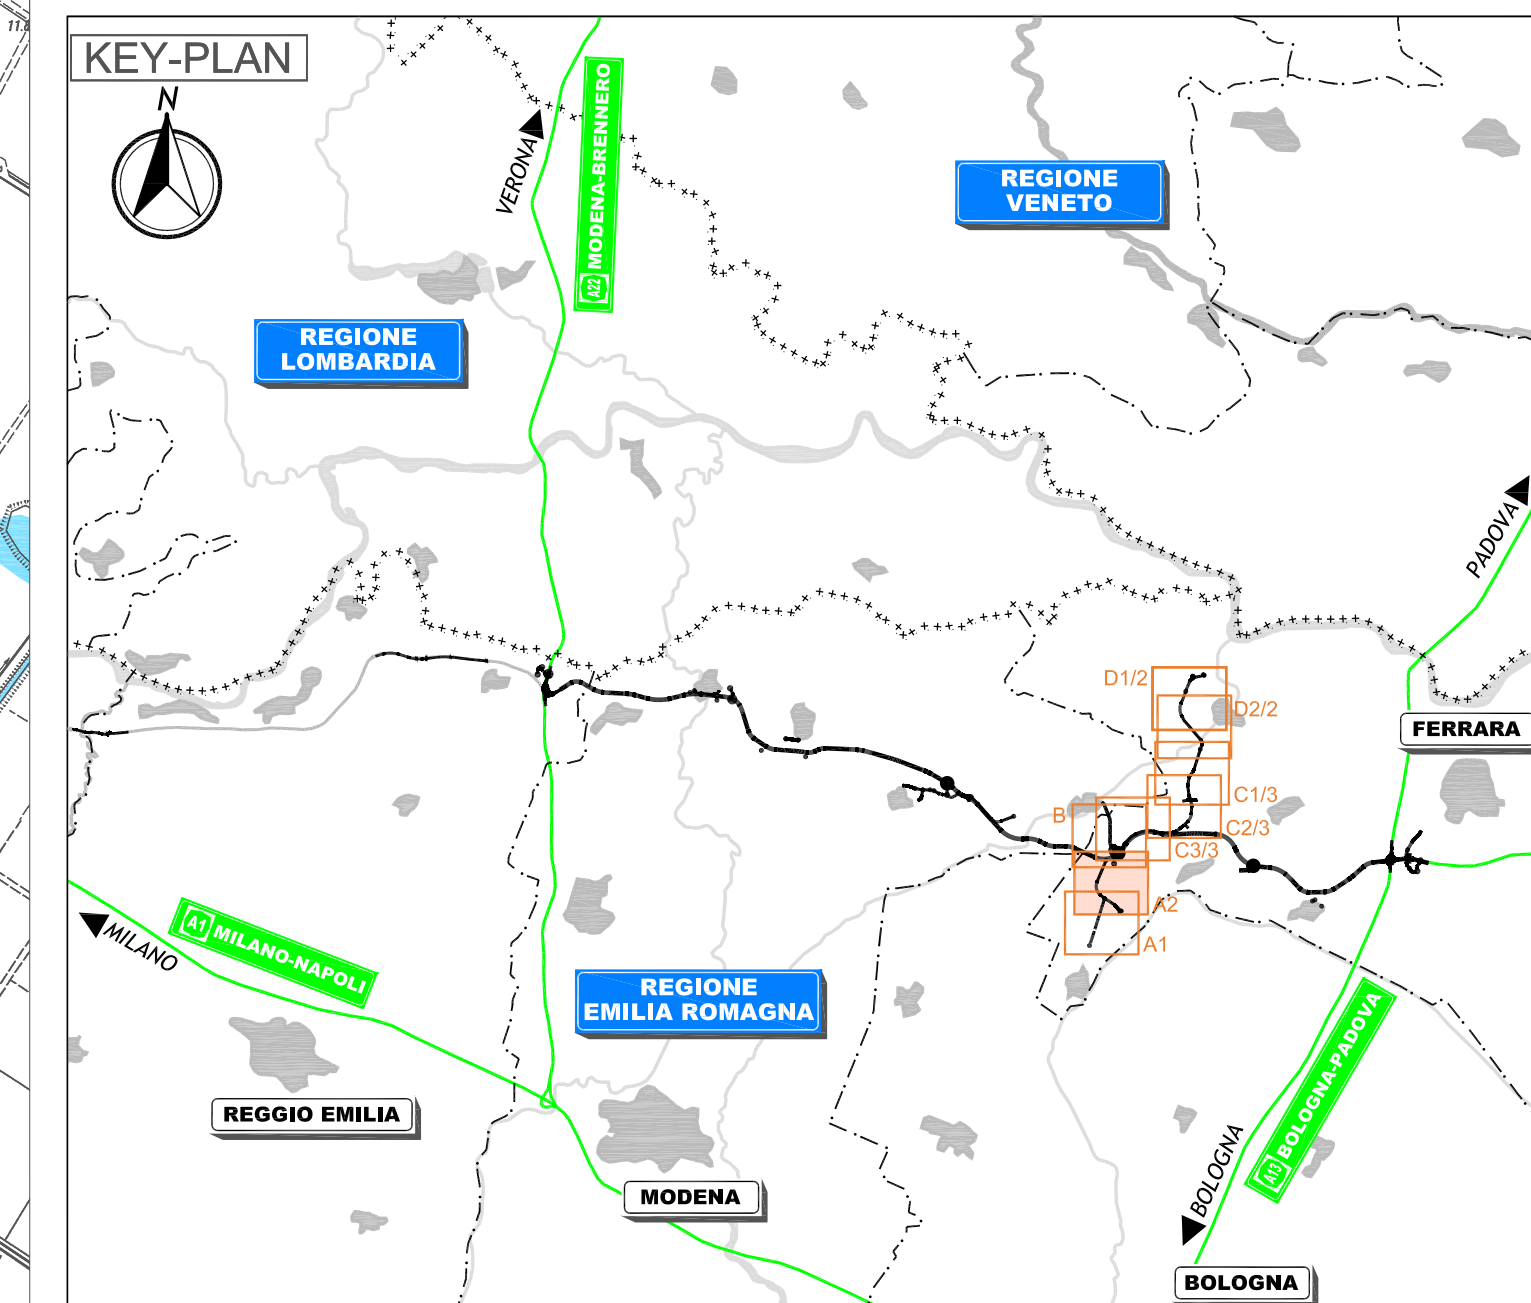 KEY-PLAN
N
VERONA
A22 MODENA-BRENNERO
REGIONE
VENETO
REGIONE
LOMBARDIA
PADOVA
D1/2
D2/2
FERRARA
C1/3
B
C2/3
C3/3
A2
A1
A1 MILANO-NAPOLI
MILANO
REGIONE
EMILIA ROMAGNA
A13 BOLOGNA-PADOVA
REGGIO EMILIA
BOLOGNA
MODENA
BOLOGNA